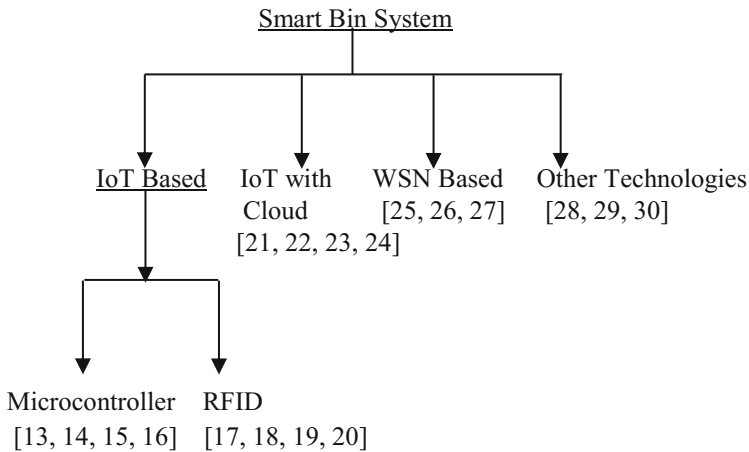 Smart Bin System
IoT Based
IoT with
Cloud
[21, 22, 23, 24]
WSN Based
[25, 26, 27]
Other Technologies
[28, 29, 30]
Microcontroller
[13, 14, 15, 16]
RFID
[17, 18, 19, 20]